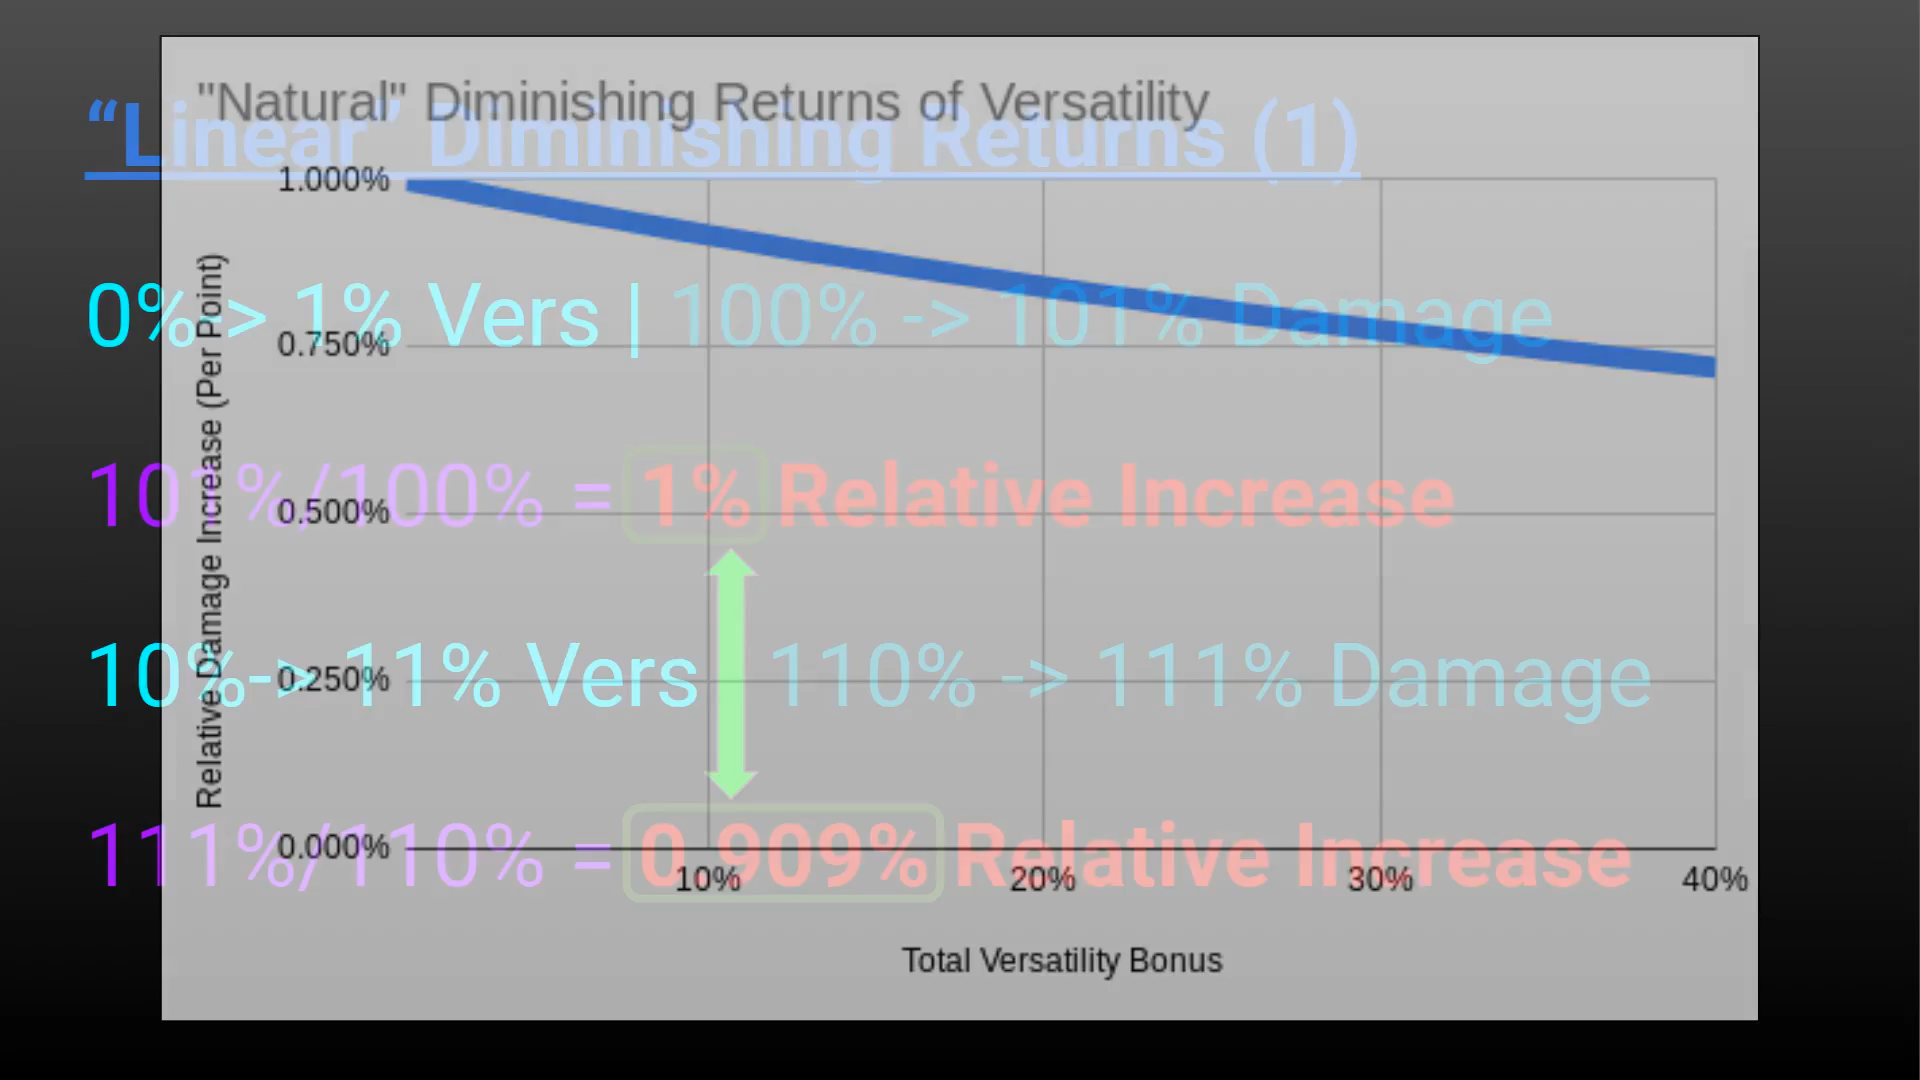 "Natural" Diminishing Returns of Versatility
“Linear” Diminishing Returns (1)
1.000%
0%-> 1% Vers | 100% -> 101% Damage
0.750%
101%/100% = 1% Relative Increase
0.500%
Relative Damage Increase (Per Point)
10%-> 11% Vers | 110% -> 111% Damage
0.250%
111%/110% = 0.909% Relative Increase
0.000%
10% 20% 30% 40%
Total Versatility Bonus